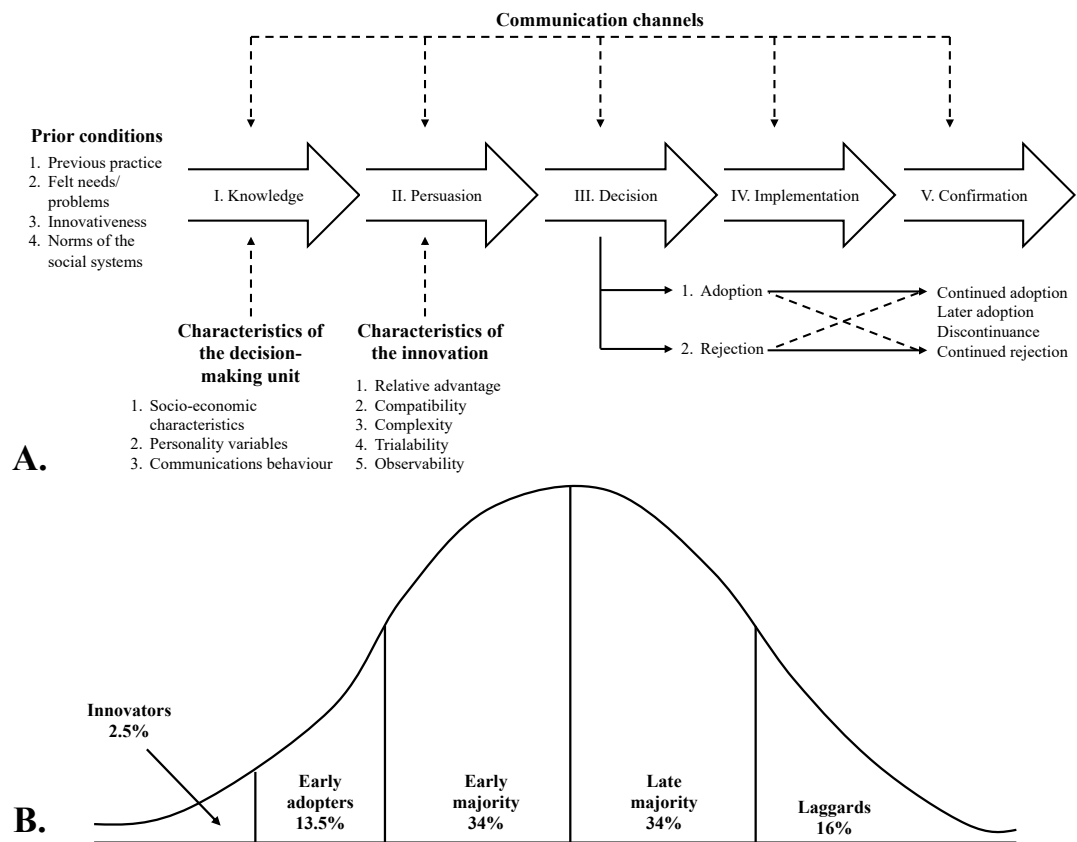 Communication channels
Prior conditions
1. Previous practice
2. Felt needs/
problems
3. Innovativeness
4. Norms of the
social systems
I. Knowledge
II. Persuasion
III. Decision
IV. Implementation
V. Confirmation
1. Adoption
2. Rejection
Continued adoption
Later adoption
Discontinuance
Continued rejection
Characteristics of
the decision-
making unit
1. Socio-economic
characteristics
2. Personality variables
3. Communications behaviour
Characteristics of
the innovation
1. Relative advantage
2. Compatibility
3. Complexity
4. Trialability
5. Observability
A.
Innovators
2.5%
Early
adopters
13.5%
Early
majority
34%
Late
majority
34%
Laggards
16%
B.